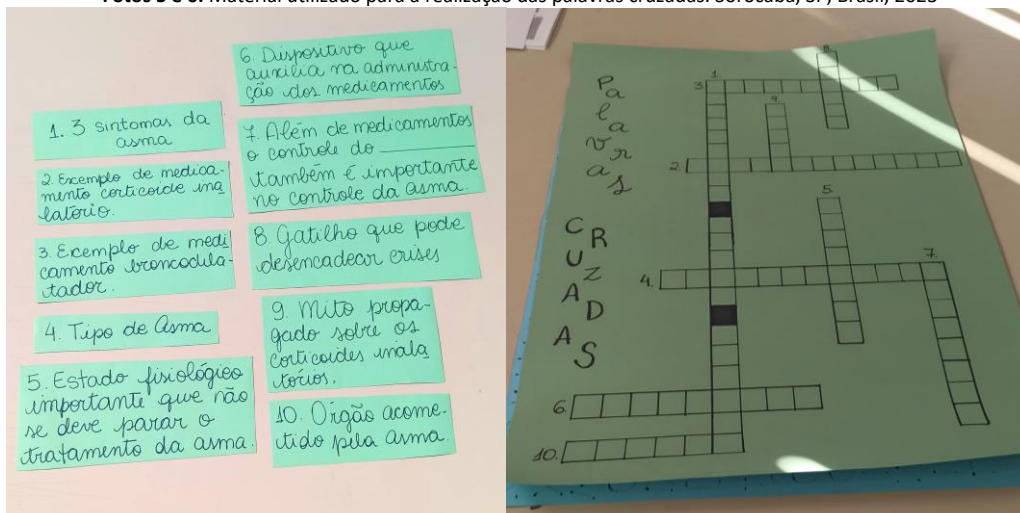 Fotos 5 e 6. Material utilizado para a realização das palavras cruzadas. Sorocaba, SP, Brasil, 2023
1. 3 sintomas da
asma
2. Exemplo de medica-
mento corticoide ina
latório.
3. Exemplo de medi
camento broncodila-
tador.
4. Tipo de Asma
5. Estado fisiológico
importante que não
se deve parar o
tratamento da asma.
6. Dispositivo que
auxilia na administra-
ção dos medicamentos
7. Além de medicamentos
o controle do ________
também é importante
no controle da asma.
8. Gatilho que pode
desencadear crises
9. Mito propa-
gado sobre os
corticoides inala
tórios.
10. Orgão acome-
tido pela asma.
Palavras
CRUZADAS
8.
1.
3.
9.
2.
5.
4.
7.
6.
10.